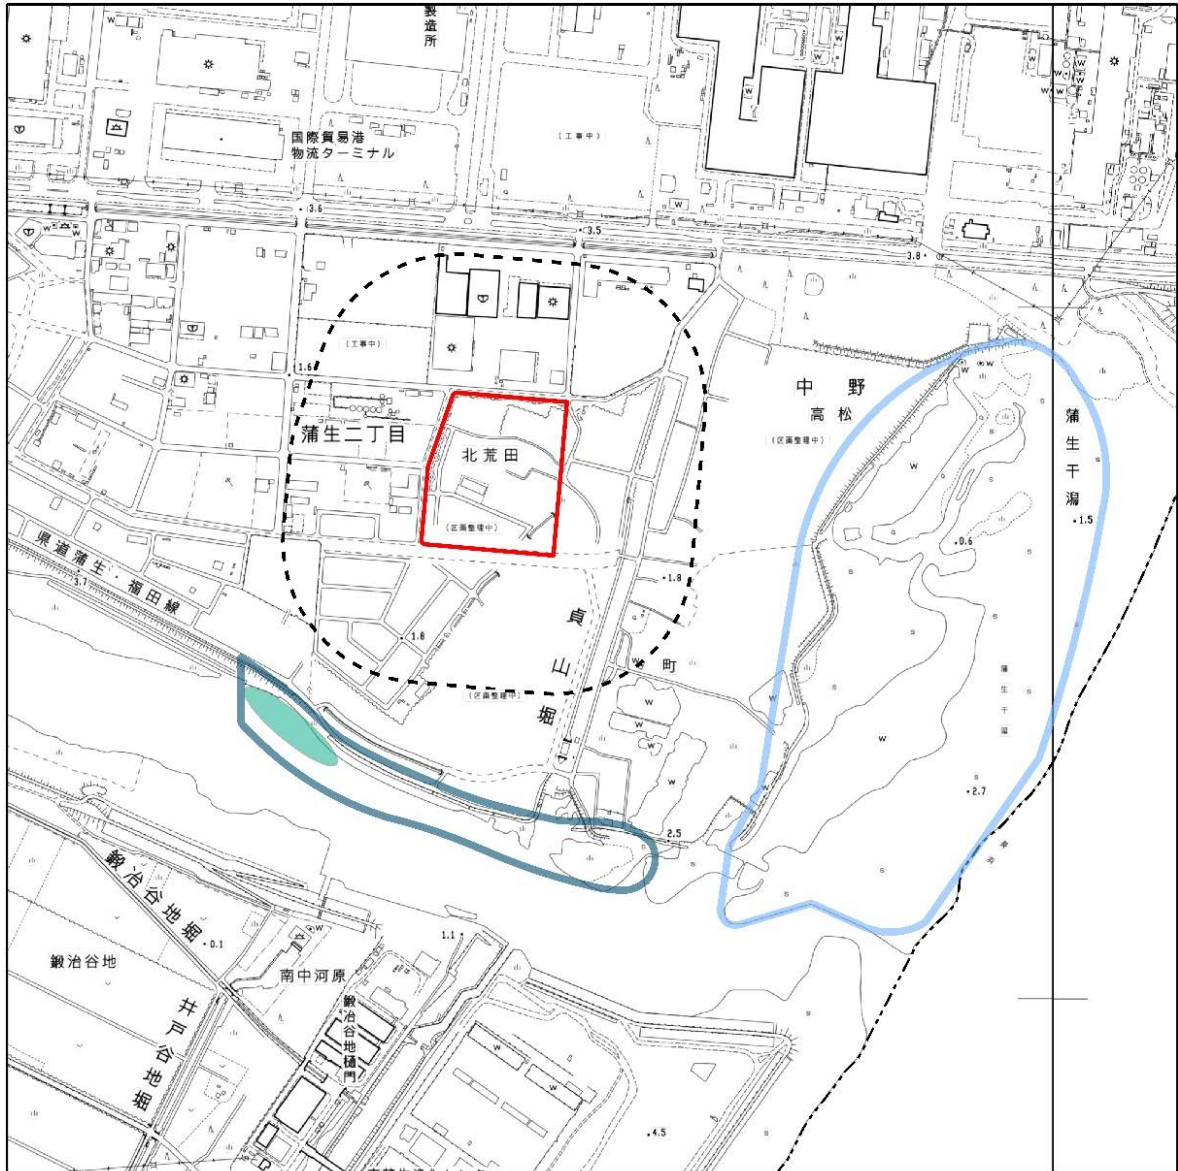 製造所
国際貿易港
物流ターミナル
(工事中)
3.6
3.5
3.8
(工事中)
1.6
蒲生二丁目
北荒田
(区画整理中)
中野
高松
(区画整理中)
蒲生干潟
1.5
0.6
県道蒲生・福田線
3.7
1.8
1.8
貞山堀
町
(区画整理中)
蒲生干潟
2.7
2.5
鍛冶谷地堀
0.1
鍛冶谷地
南中河原
1.1
井戸谷地堀
鍛冶谷地樋門
4.5